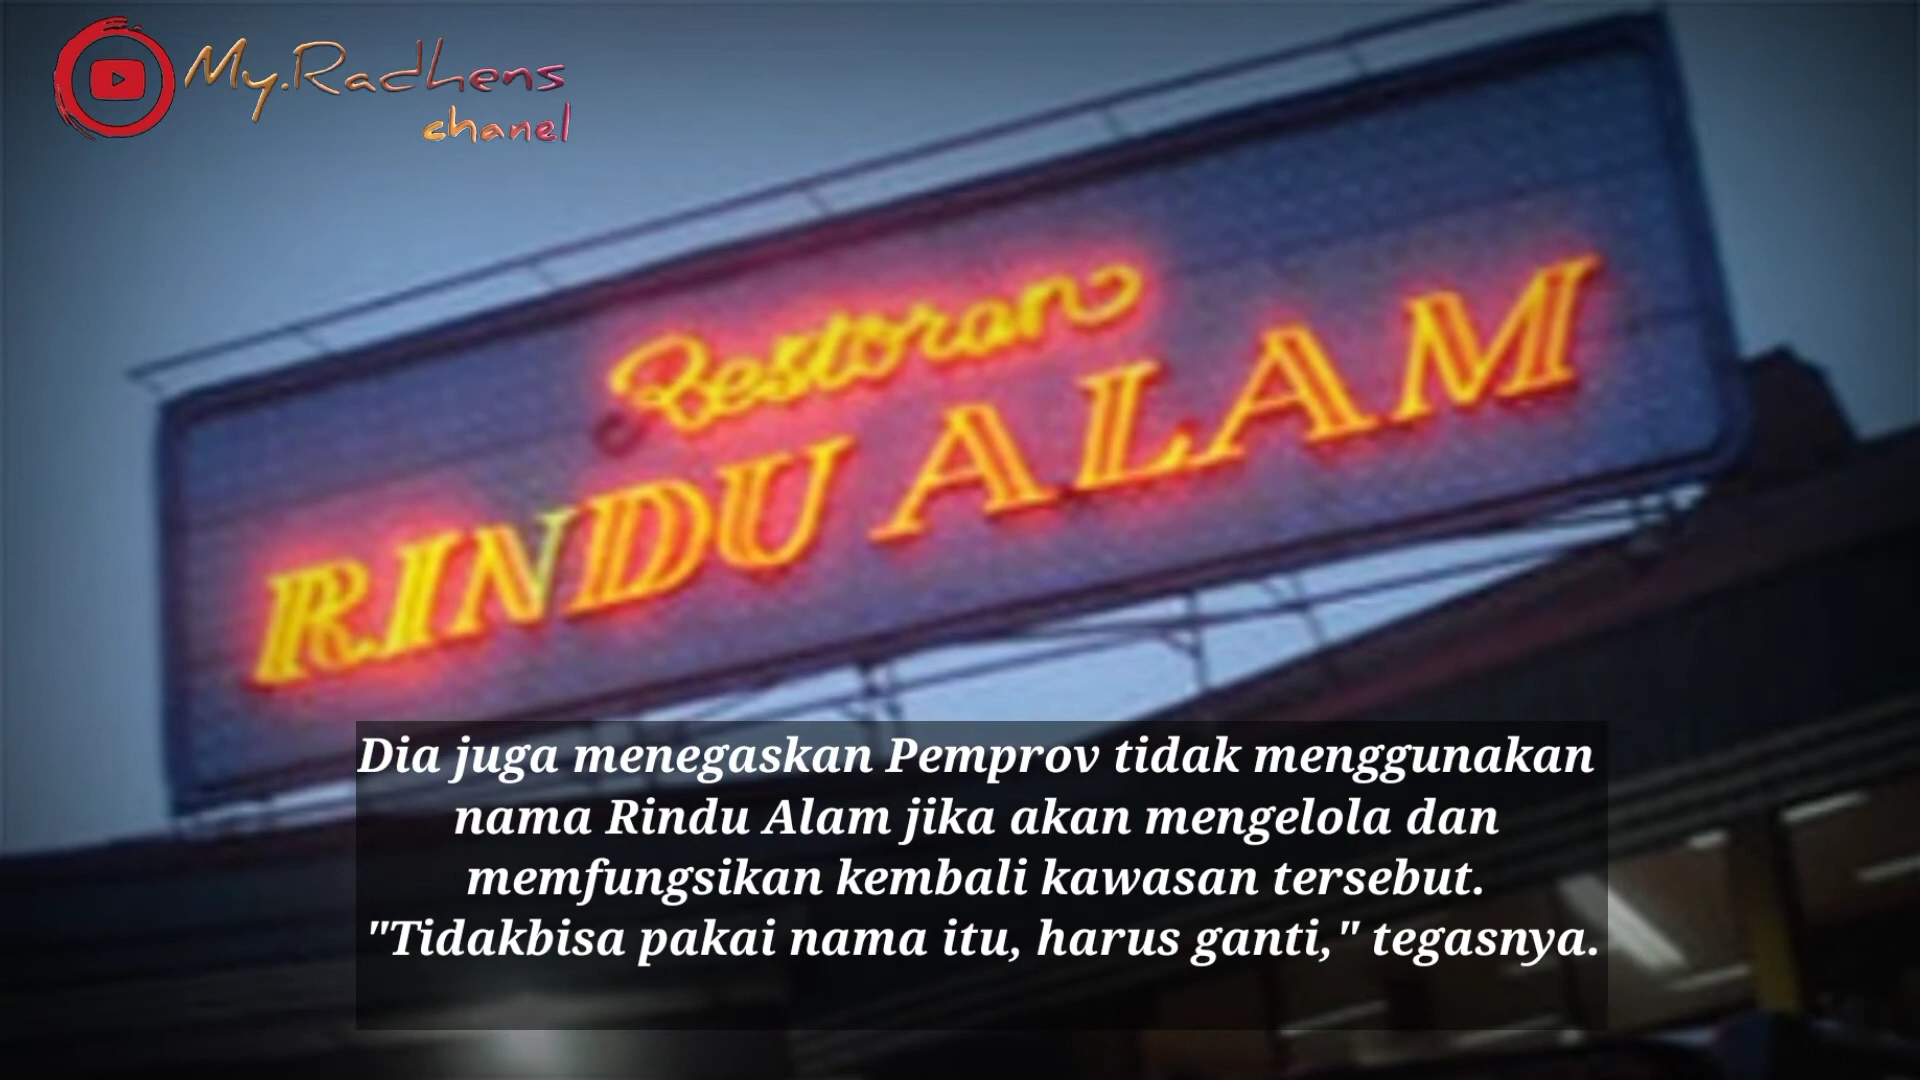 My.Radhens
chanel
Restoran
RINDU ALAM
Dia juga menegaskan Pemprov tidak menggunakan
nama Rindu Alam jika akan mengelola dan
memfungsikan kembali kawasan tersebut.
"Tidakbisa pakai nama itu, harus ganti," tegasnya.